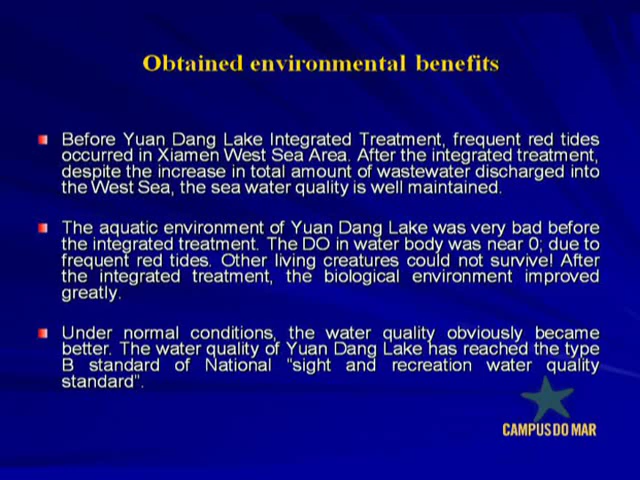 Obtained environmental benefits
Before Yuan Dang Lake Integrated Treatment, frequent red tides
occurred in Xiamen West Sea Area. After the integrated treatment,
despite the increase in total amount of wastewater discharged into
the West Sea, the sea water quality is well maintained.
The aquatic environment of Yuan Dang Lake was very bad before
the integrated treatment. The DO in water body was near 0; due to
frequent red tides. Other living creatures could not survive! After
the integrated treatment, the biological environment improved
greatly.
Under normal conditions, the water quality obviously became
better. The water quality of Yuan Dang Lake has reached the type
B standard of National “sight and recreation water quality
standard”.
CAMPUS DO MAR